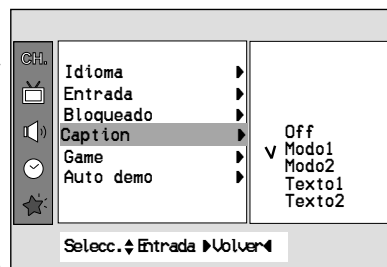 CH.
Idioma
Entrada
Bloqueado
Caption
Game
Auto demo
Off
Modo1
Modo2
Texto1
Texto2
Selecc. Entrada Volver